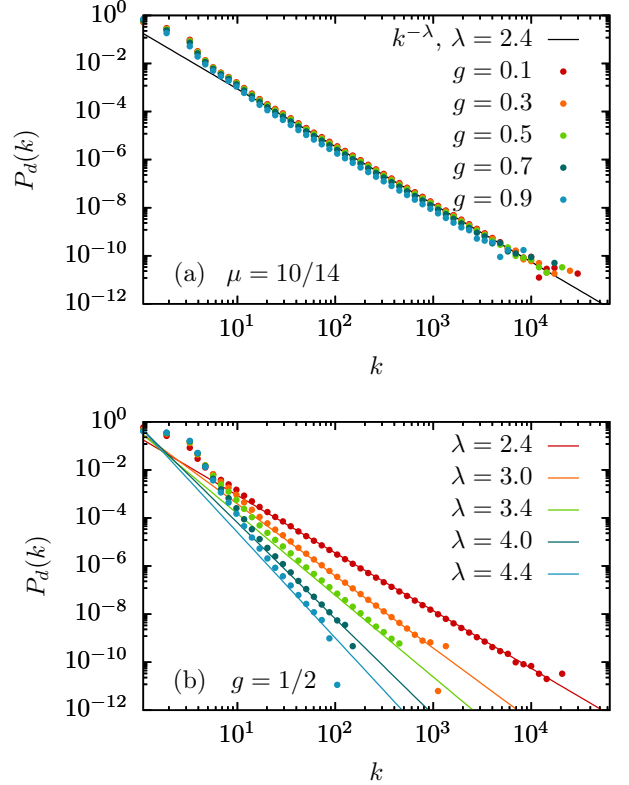 10^0
10^{-2}
10^{-4}
10^{-6}
10^{-8}
10^{-10}
10^{-12}
P_d(k)
k^{-λ}, λ = 2.4
g = 0.1
g = 0.3
g = 0.5
g = 0.7
g = 0.9
(a) μ = 10/14
10^1 10^2 10^3 10^4
k
10^0
10^{-2}
10^{-4}
10^{-6}
10^{-8}
10^{-10}
10^{-12}
P_d(k)
λ = 2.4
λ = 3.0
λ = 3.4
λ = 4.0
λ = 4.4
(b) g = 1/2
10^1 10^2 10^3 10^4
k